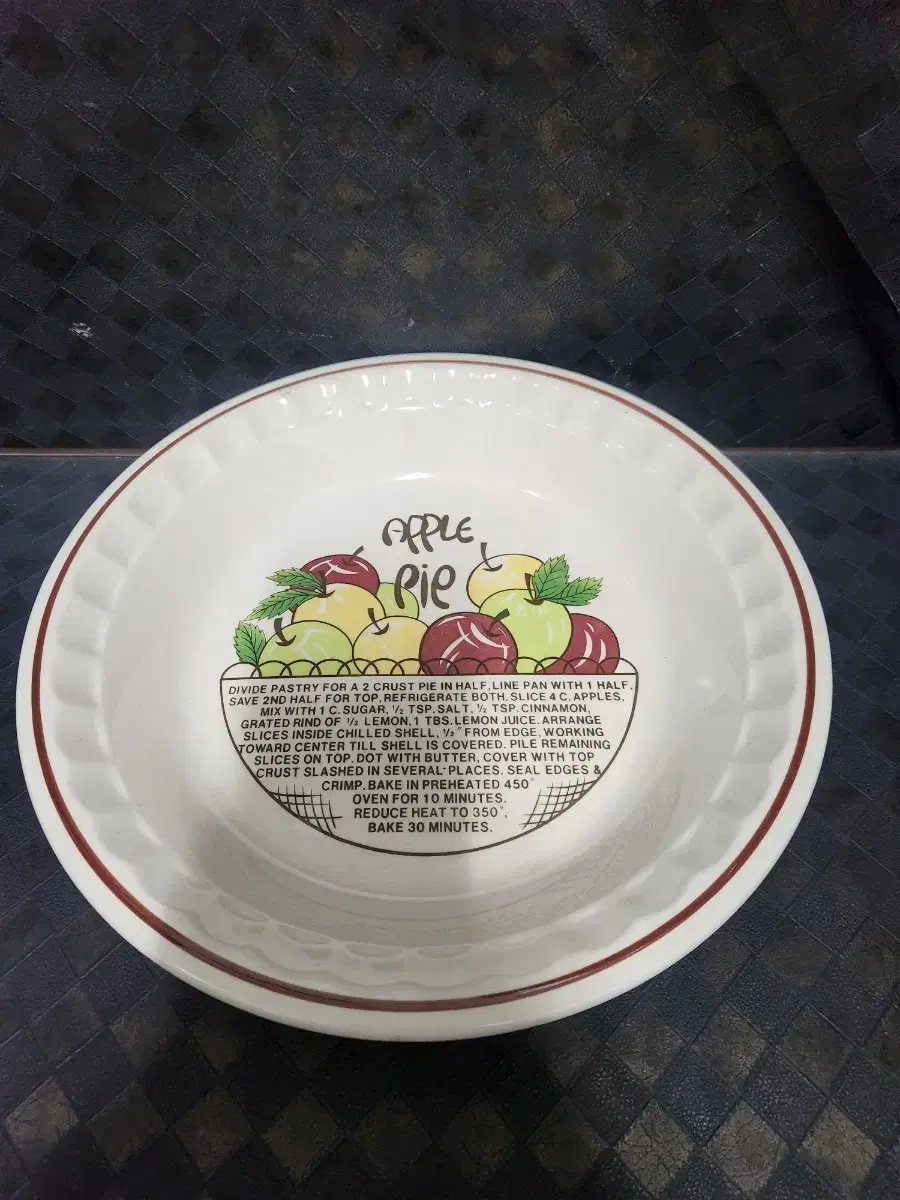 APPLE
Pie
DIVIDE PASTRY FOR A 2 CRUST PIE IN HALF, LINE PAN WITH 1 HALF.
SAVE 2ND HALF FOR TOP, REFRIGERATE BOTH. SLICE 4 C. APPLES,
MIX WITH 1 C. SUGAR, ½ TSP. SALT, ½ TSP. CINNAMON,
GRATED RIND OF ½ LEMON, 1 TBS. LEMON JUICE. ARRANGE
SLICES INSIDE CHILLED SHELL, ½" FROM EDGE, WORKING
TOWARD CENTER TILL SHELL IS COVERED. PILE REMAINING
SLICES ON TOP. DOT WITH BUTTER, COVER WITH TOP
CRUST SLASHED IN SEVERAL PLACES. SEAL EDGES &
CRIMP. BAKE IN PREHEATED 450°
OVEN FOR 10 MINUTES.
REDUCE HEAT TO 350°,
BAKE 30 MINUTES.